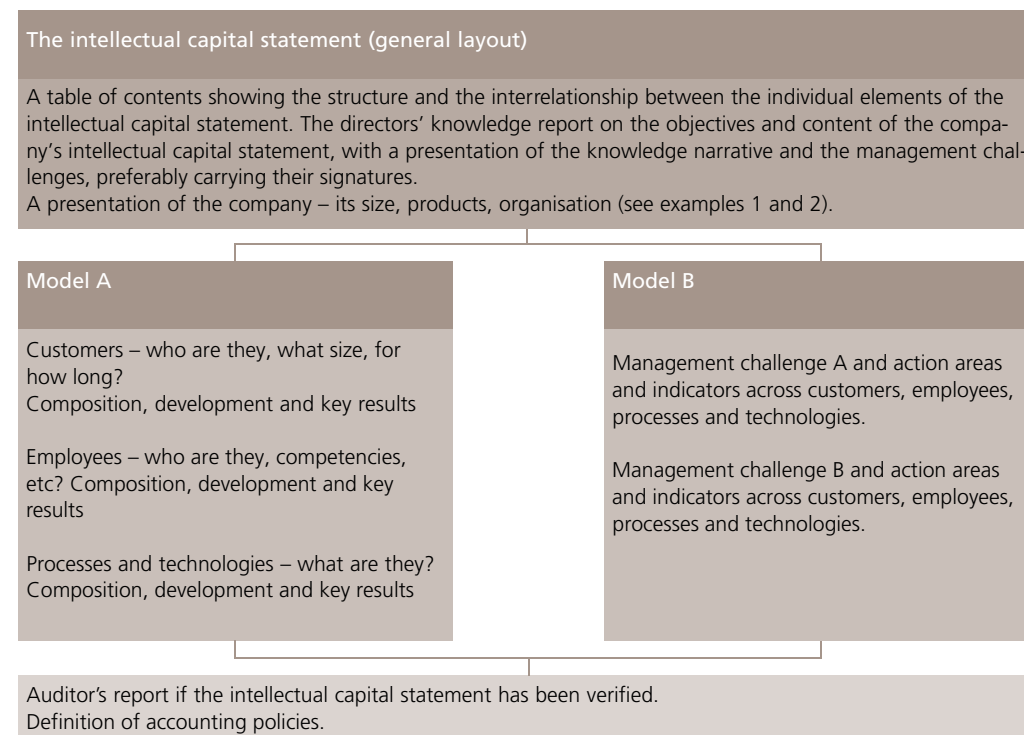 The intellectual capital statement (general layout)
A table of contents showing the structure and the interrelationship between the individual elements of the
intellectual capital statement. The directors’ knowledge report on the objectives and content of the compa-
ny’s intellectual capital statement, with a presentation of the knowledge narrative and the management chal-
lenges, preferably carrying their signatures.
A presentation of the company – its size, products, organisation (see examples 1 and 2).
Model A
Customers – who are they, what size, for
how long?
Composition, development and key results
Employees – who are they, competencies,
etc? Composition, development and key
results
Processes and technologies – what are they?
Composition, development and key results
Model B
Management challenge A and action areas
and indicators across customers, employees,
processes and technologies.
Management challenge B and action areas
and indicators across customers, employees,
processes and technologies.
Auditor’s report if the intellectual capital statement has been verified.
Definition of accounting policies.